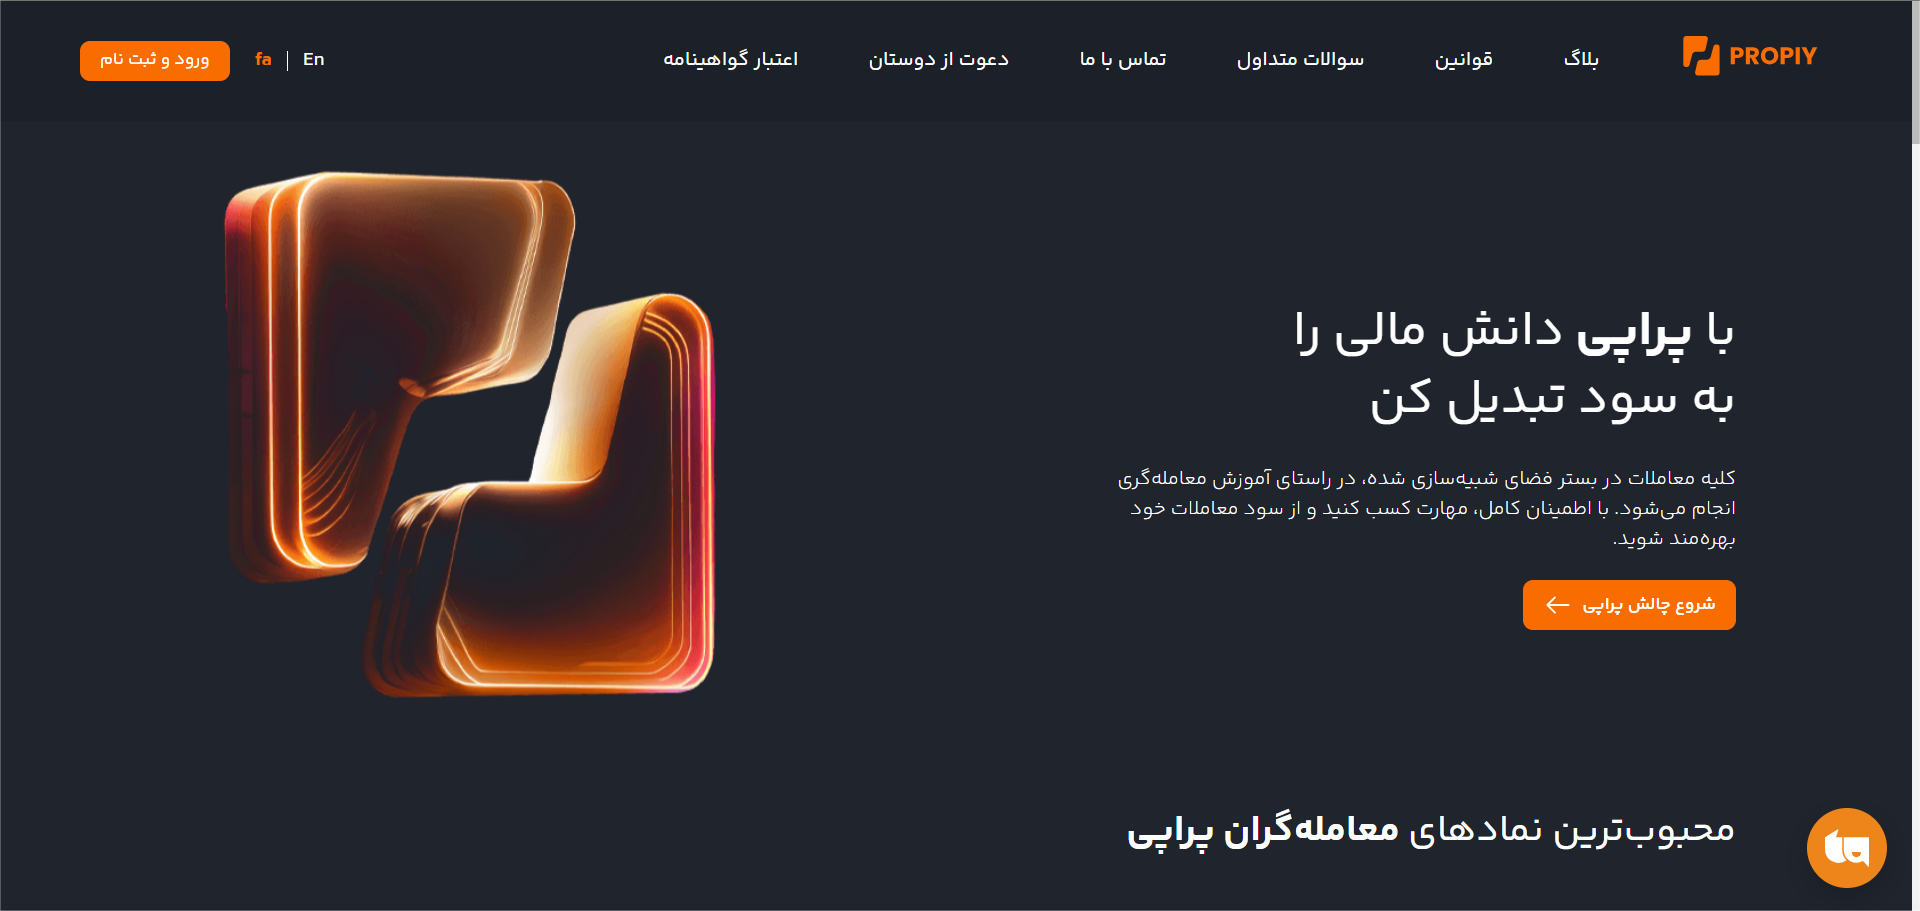 PROPIY
بلاگ
قوانین
سوالات متداول
تماس با ما
دعوت از دوستان
اعتبار گواهینامه
En
fa
ورود و ثبت نام
با پراپی دانش مالی را
به سود تبدیل کن
کلیه معاملات در بستر فضای شبیه‌سازی شده، در راستای آموزش معامله‌گری
انجام می‌شود. با اطمینان کامل، مهارت کسب کنید و از سود معاملات خود
بهره‌مند شوید.
شروع چالش پراپی
محبوب‌ترین نمادهای معامله‌گران پراپی